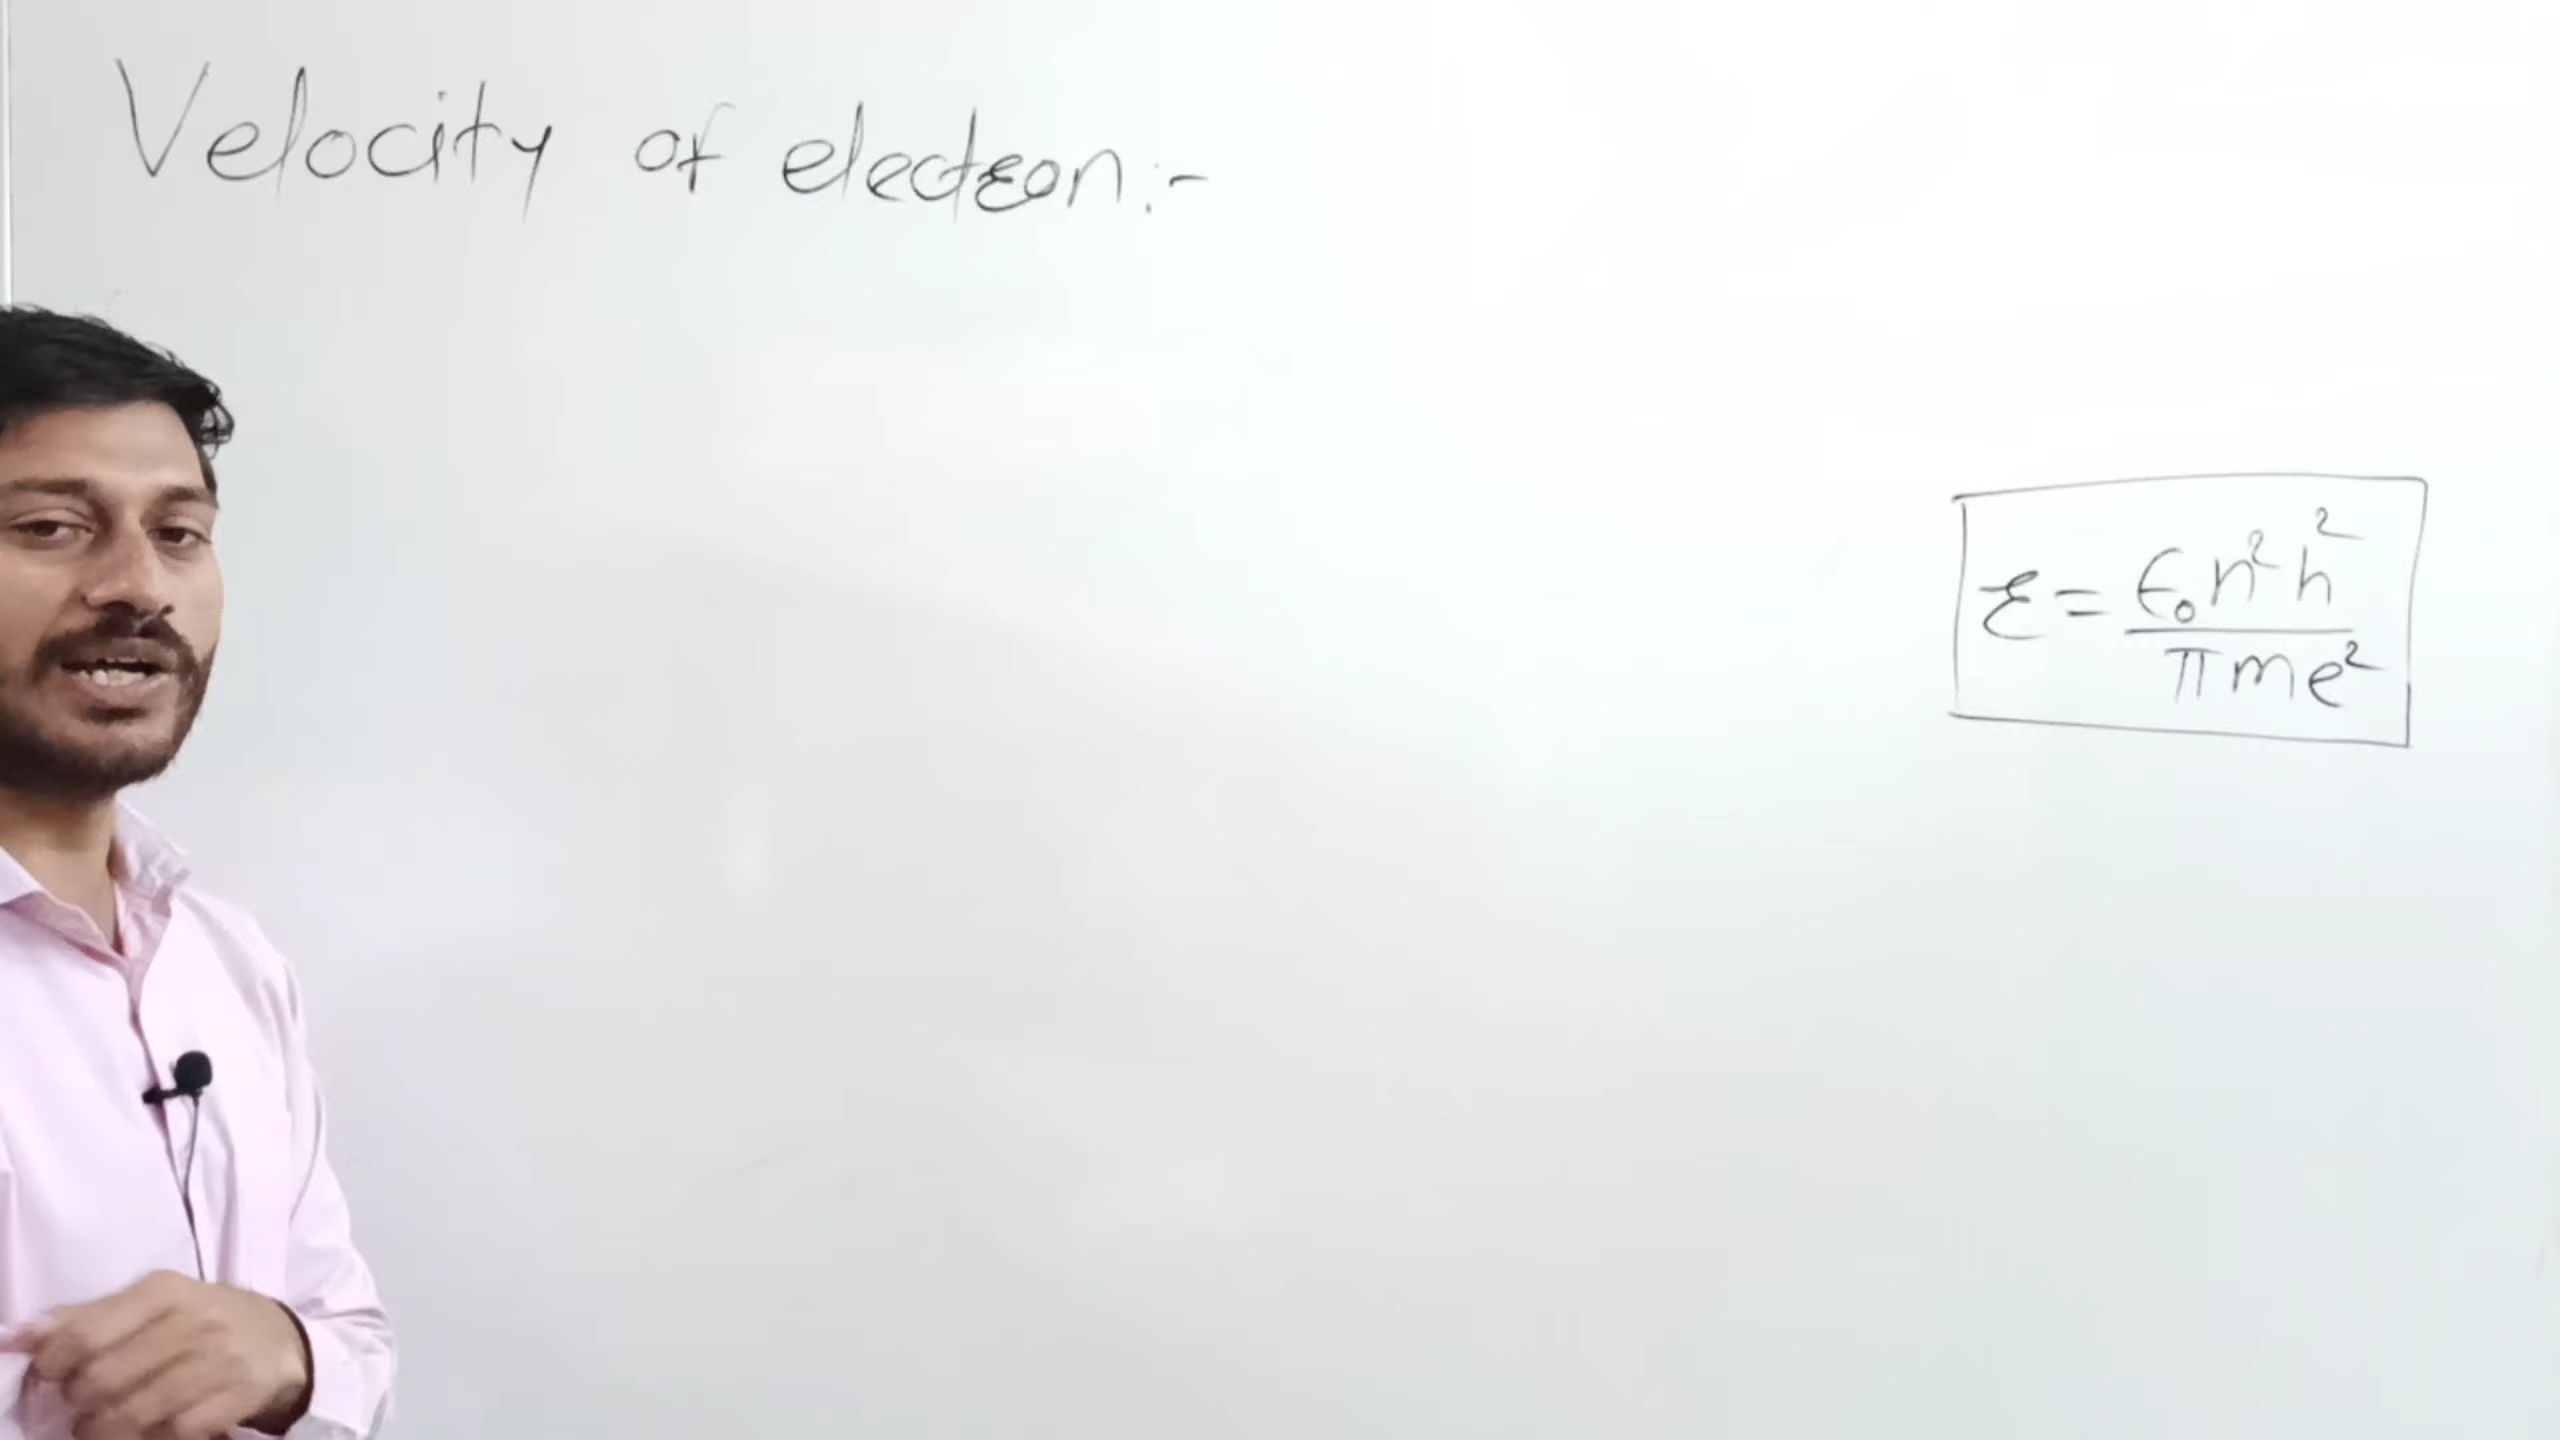 Velocity of electron:-
r = ϵ₀n²h²
πme²